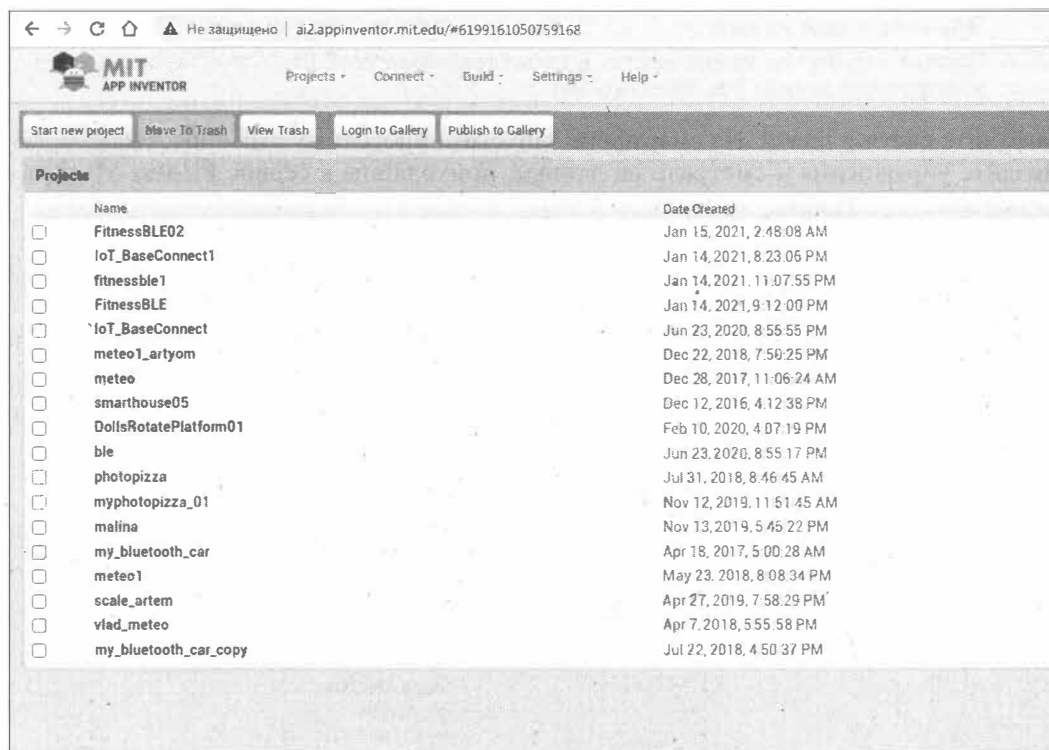 Не защищено | ai2.appinventor.mit.edu/#6199161050759168
MIT
APP INVENTOR
Projects Connect Build Settings Help
Start new project Move To Trash View Trash Login to Gallery Publish to Gallery
Projects
Name Date Created
FitnessBLE02 Jan 15, 2021, 2:48:08 AM
IoT_BaseConnect1 Jan 14, 2021, 8:23:06 PM
fitnessble1 Jan 14, 2021, 11:07:55 PM
FitnessBLE Jan 14, 2021, 9:12:00 PM
IoT_BaseConnect Jun 23, 2020, 8:55:55 PM
meteo1_artyom Dec 22, 2018, 7:50:25 PM
meteo Dec 28, 2017, 11:06:24 AM
smarthouse05 Dec 12, 2016, 4:12:38 PM
DollsRotatePlatform01 Feb 10, 2020, 4:07:19 PM
ble Jun 23, 2020, 8:55:17 PM
photopizza Jul 31, 2018, 8:46:45 AM
myphotopizza_01 Nov 12, 2019, 11:51:45 AM
malina Nov 13, 2019, 5:45:22 PM
my_bluetooth_car Apr 18, 2017, 5:00:28 AM
meteo1 May 23, 2018, 8:08:34 PM
scale_artem Apr 27, 2019, 7:58:29 PM
vlad_meteo Apr 7, 2018, 5:55:58 PM
my_bluetooth_car_copy Jul 22, 2018, 4:50:37 PM